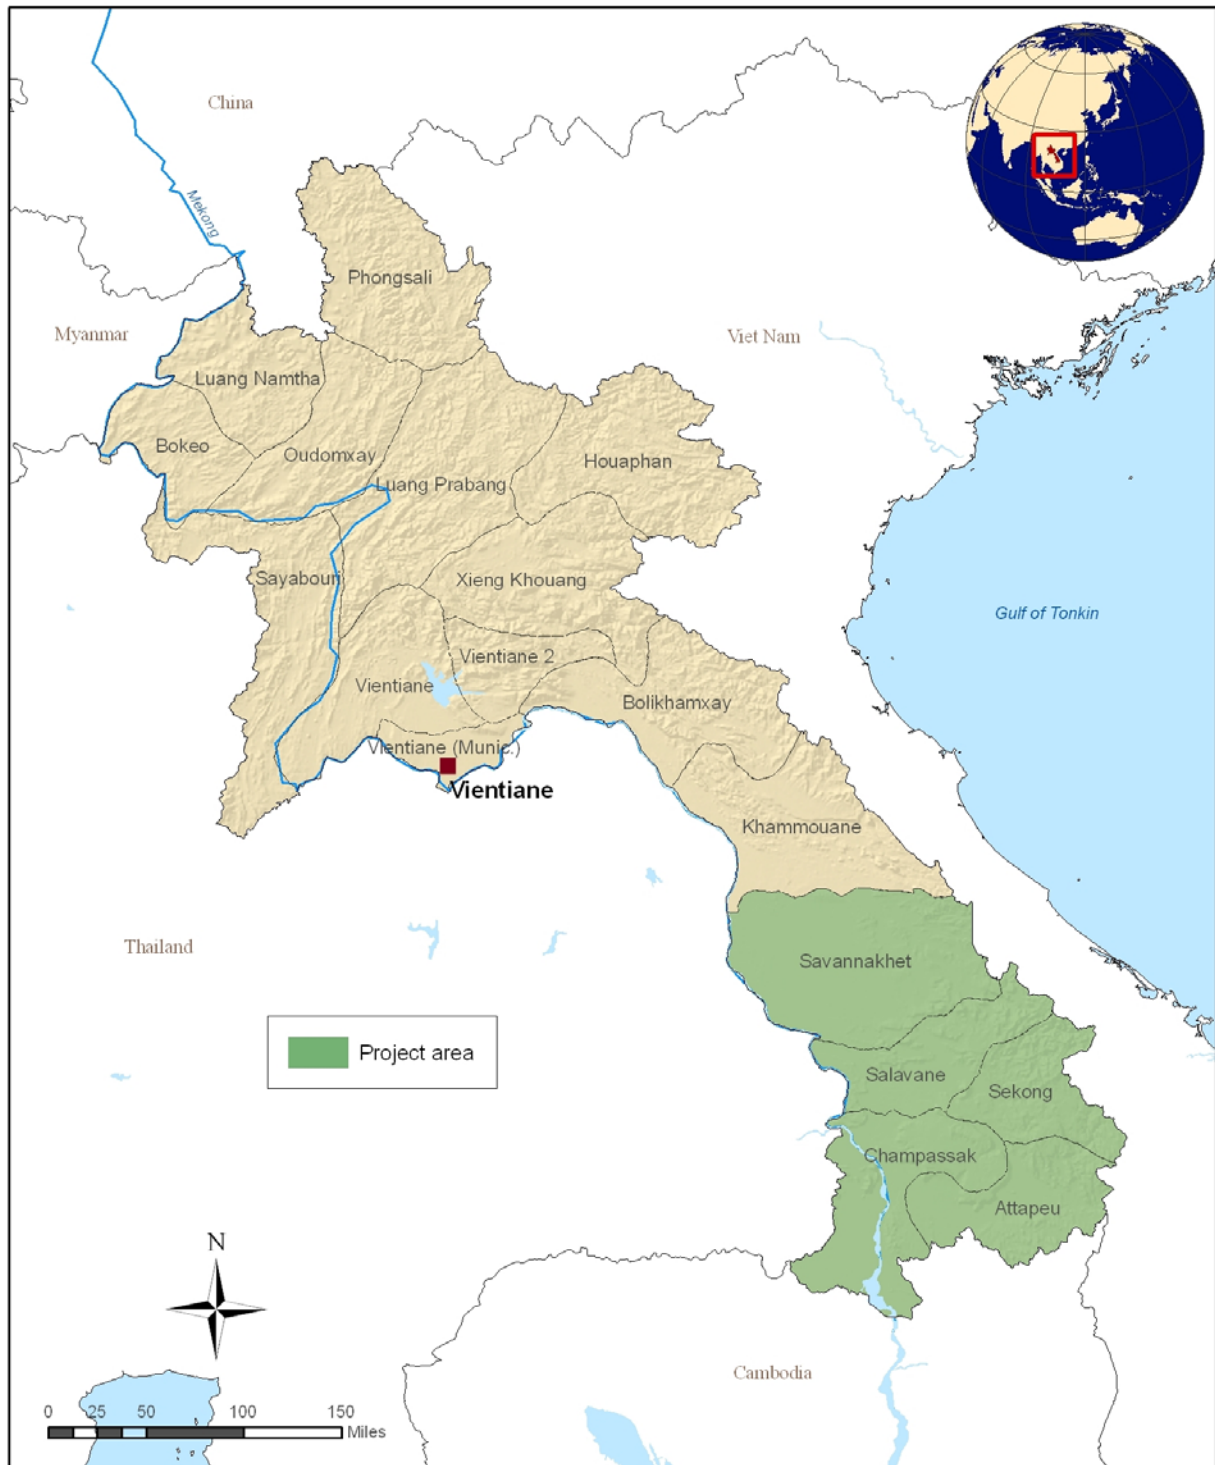 China
Mekong
Phongsali
Myanmar
Viet Nam
Luang Namtha
Bokeo
Oudomxay
Houaphan
Luang Prabang
Sayabouri
Xieng Khouang
Gulf of Tonkin
Vientiane 2
Vientiane
Bolikhamxay
Vientiane (Munic.)
Vientiane
Khammouane
Thailand
Savannakhet
Project area
Salavane
Sekong
Champassak
Attapeu
N
Cambodia
0 25 50 100 150
Miles